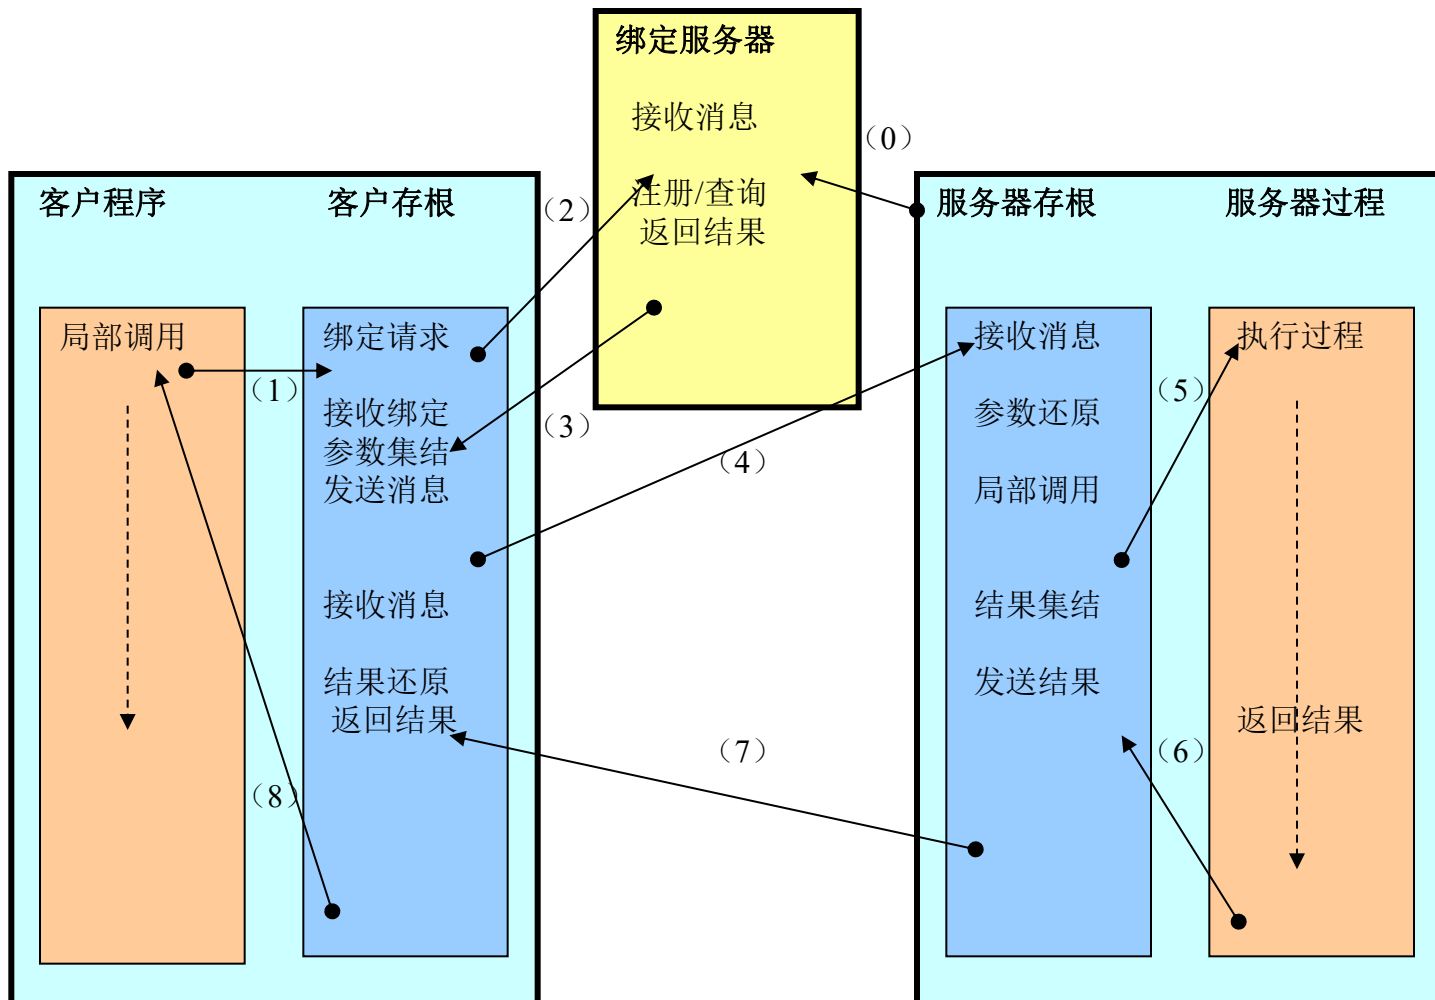 绑定服务器
接收消息
注册/查询
返回结果
（0）
客户程序
客户存根
（2）
服务器存根
服务器过程
局部调用
（1）
绑定请求
接收绑定
参数集结
发送消息
接收消息
结果还原
返回结果
（8）
（3）
（4）
（7）
接收消息
参数还原
局部调用
结果集结
发送结果
（5）
（6）
执行过程
返回结果